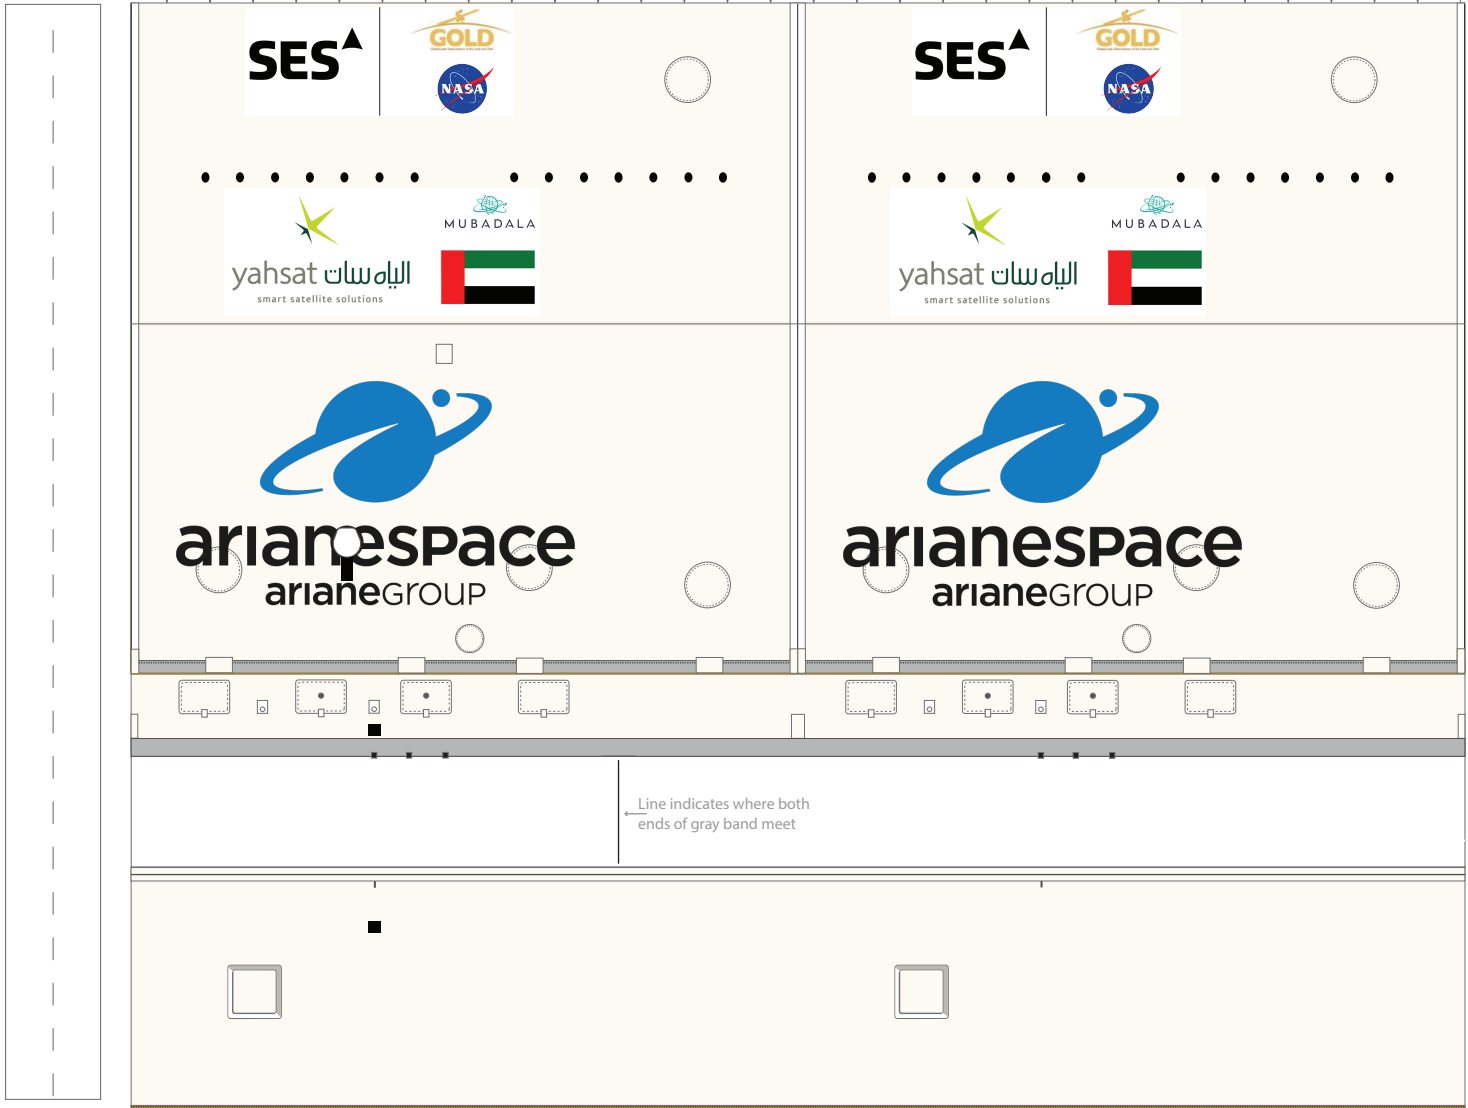 SES
GOLD
NASA
SES
GOLD
NASA
MUBADALA
yahsat الياه سات
smart satellite solutions
MUBADALA
yahsat الياه سات
smart satellite solutions
arianespace
arianeGROUP
arianespace
arianeGROUP
Line indicates where both
ends of gray band meet